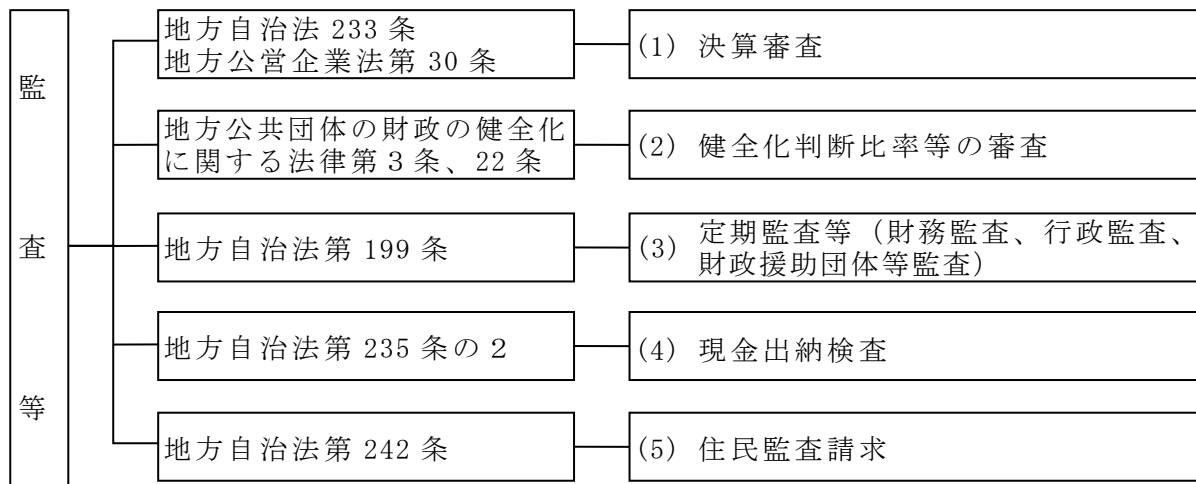 監査等
地方自治法 233 条
地方公営企業法第 30 条
(1) 決算審査
地方公共団体の財政の健全化
に関する法律第３条、22 条
(2) 健全化判断比率等の審査
地方自治法第 199 条
(3) 定期監査等（財務監査、行政監査、
財政援助団体等監査）
地方自治法第 235 条の２
(4) 現金出納検査
地方自治法第 242 条
(5) 住民監査請求